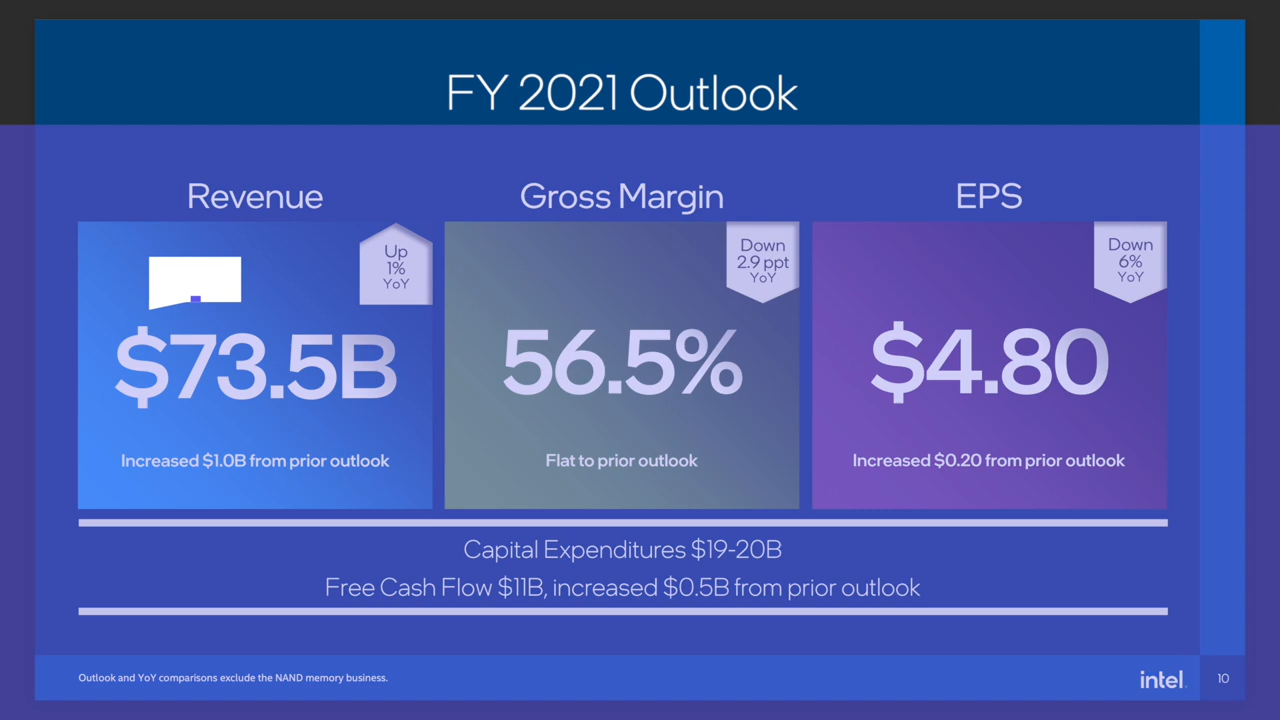 FY 2021 Outlook
Revenue
Gross Margin
EPS
Up
1%
YoY
Down
2.9 ppt
YoY
Down
6%
YoY
$73.5B
56.5%
$4.80
Increased $1.0B from prior outlook
Flat to prior outlook
Increased $0.20 from prior outlook
Capital Expenditures $19-20B
Free Cash Flow $11B, increased $0.5B from prior outlook
Outlook and YoY comparisons exclude the NAND memory business.
intel.
10